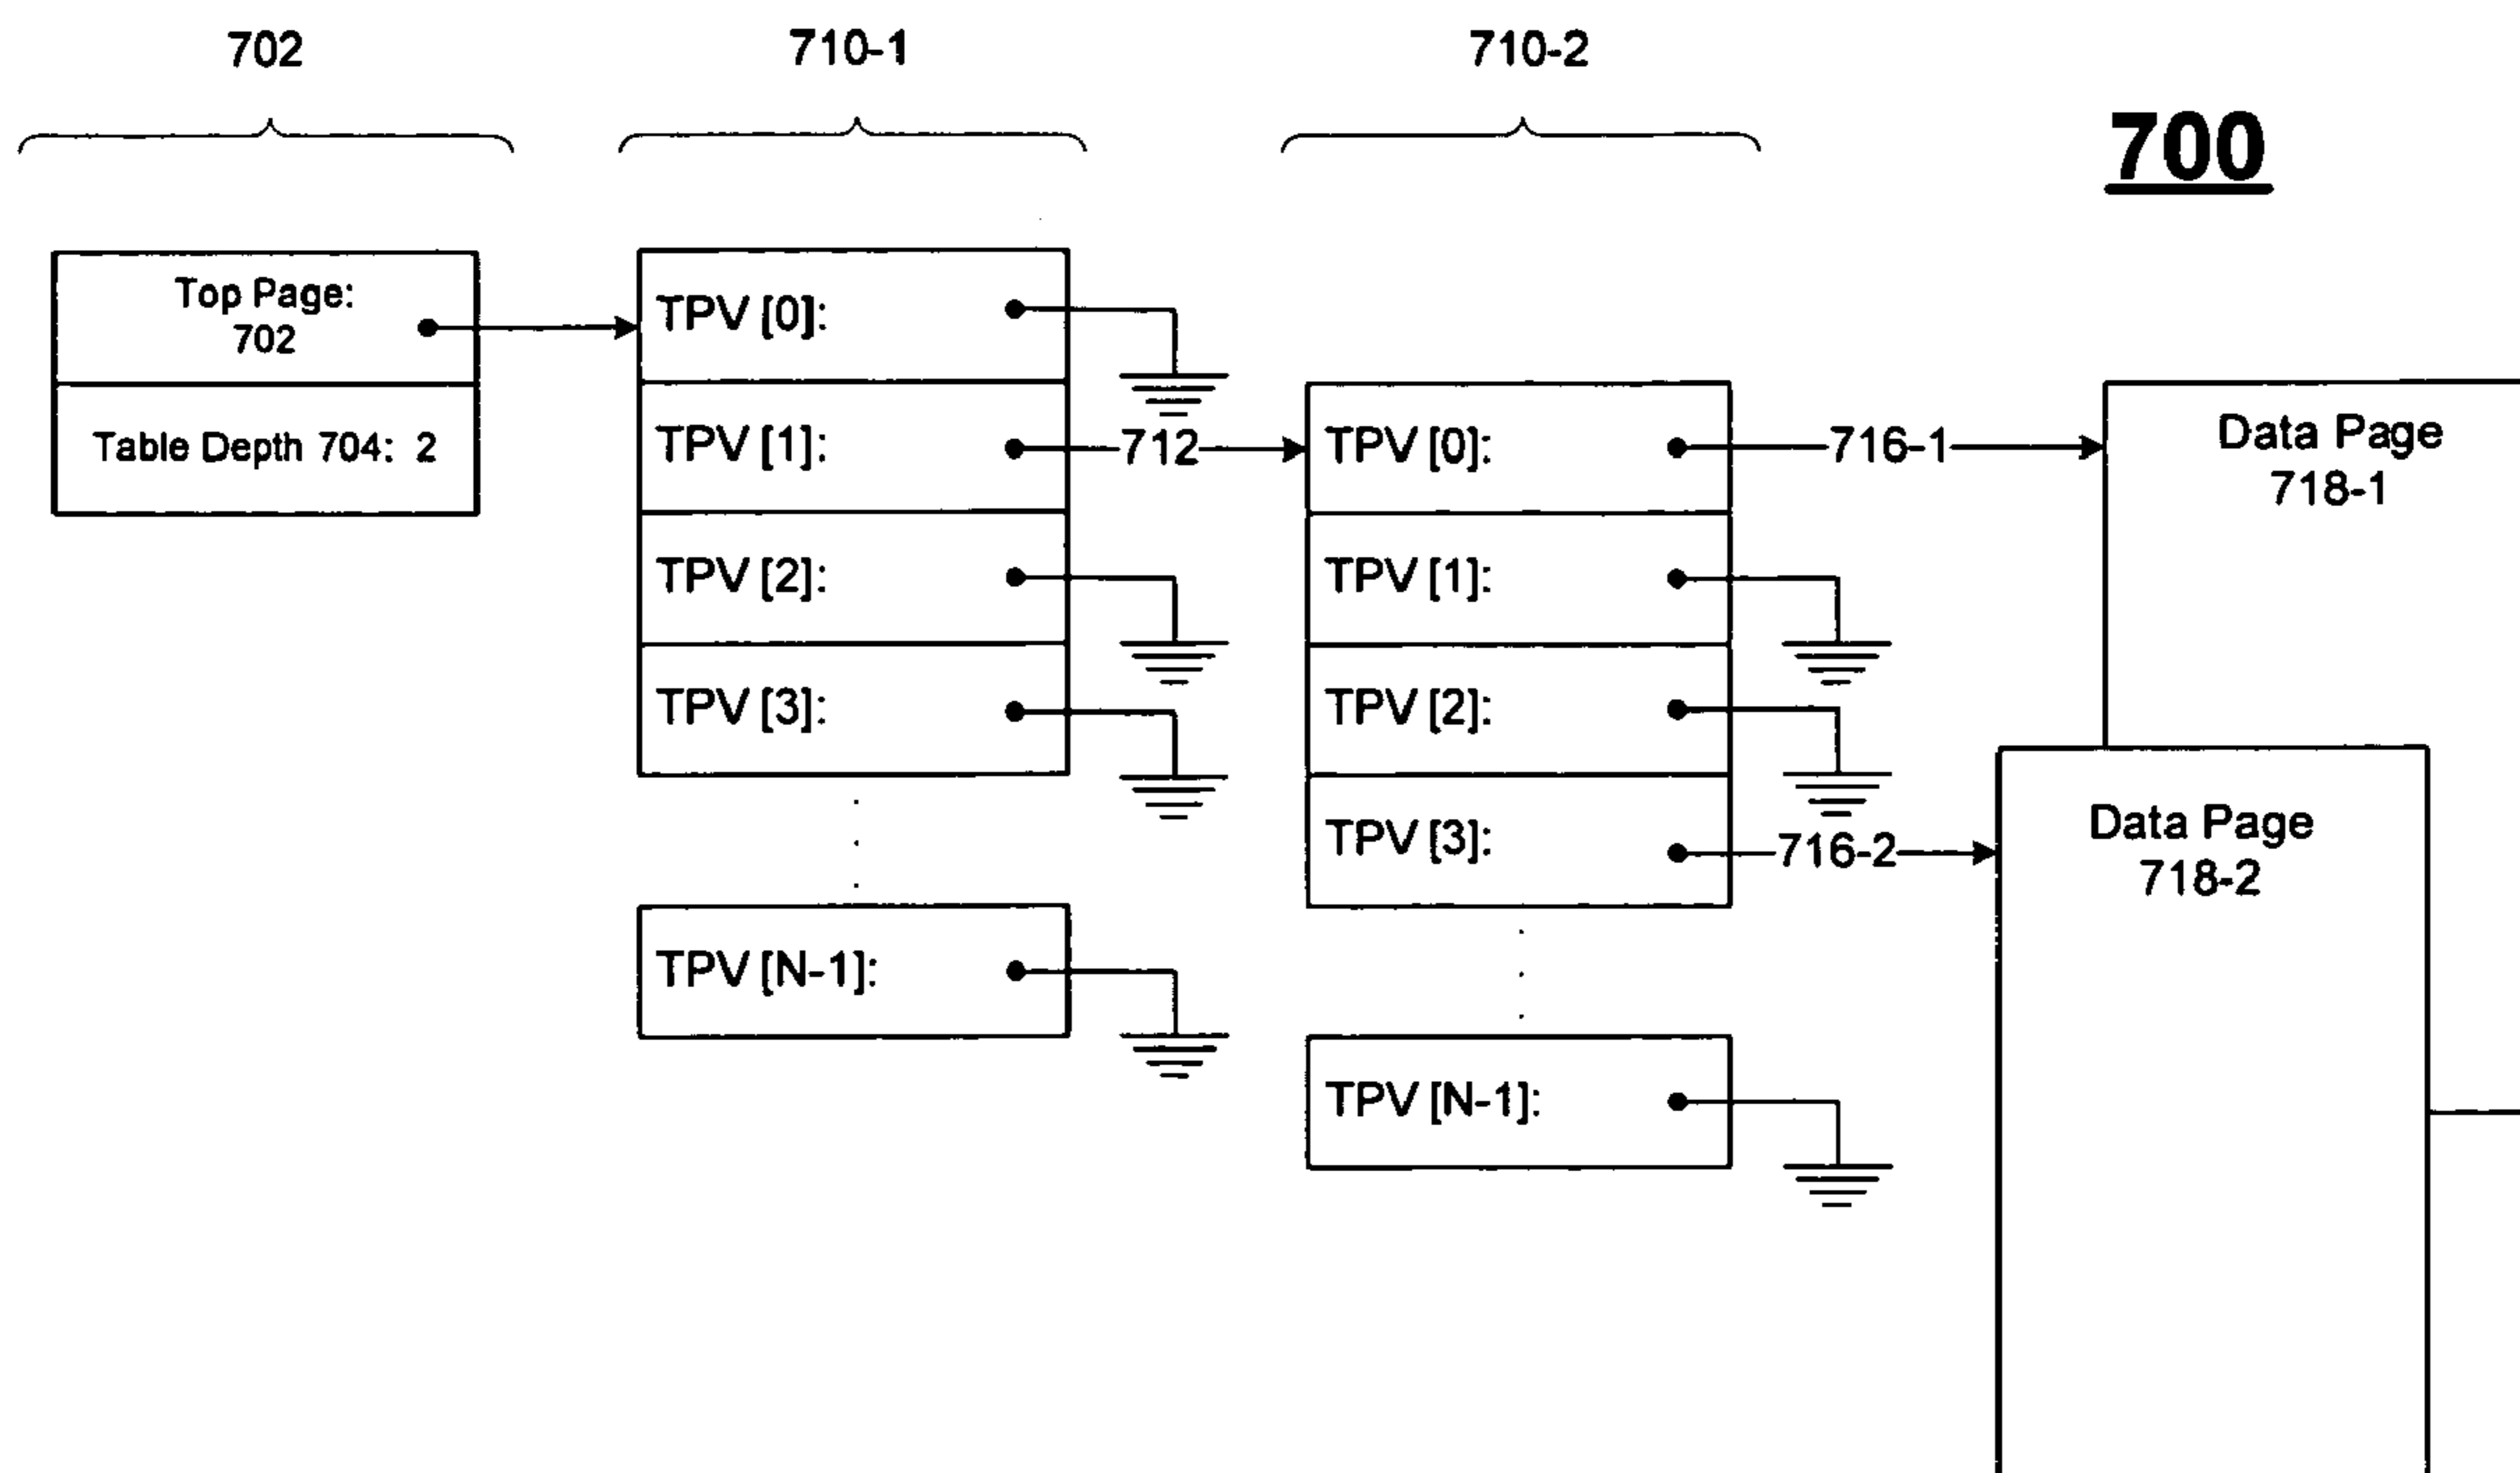 702
710-1
710-2
700
Top Page:
702
Table Depth 704: 2
TPV [0]:
TPV [1]:
712
TPV [2]:
TPV [3]:
TPV [N-1]:
TPV [0]:
716-1
TPV [1]:
TPV [2]:
TPV [3]:
716-2
TPV [N-1]:
Data Page
718-1
Data Page
718-2